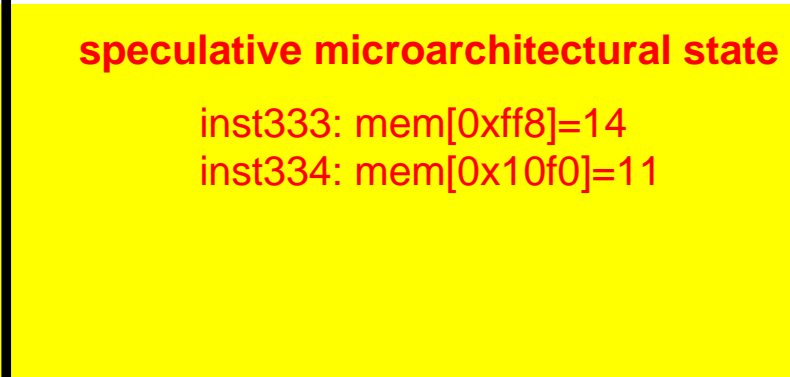 speculative microarchitectural state
inst333: mem[0xff8]=14
inst334: mem[0x10f0]=11